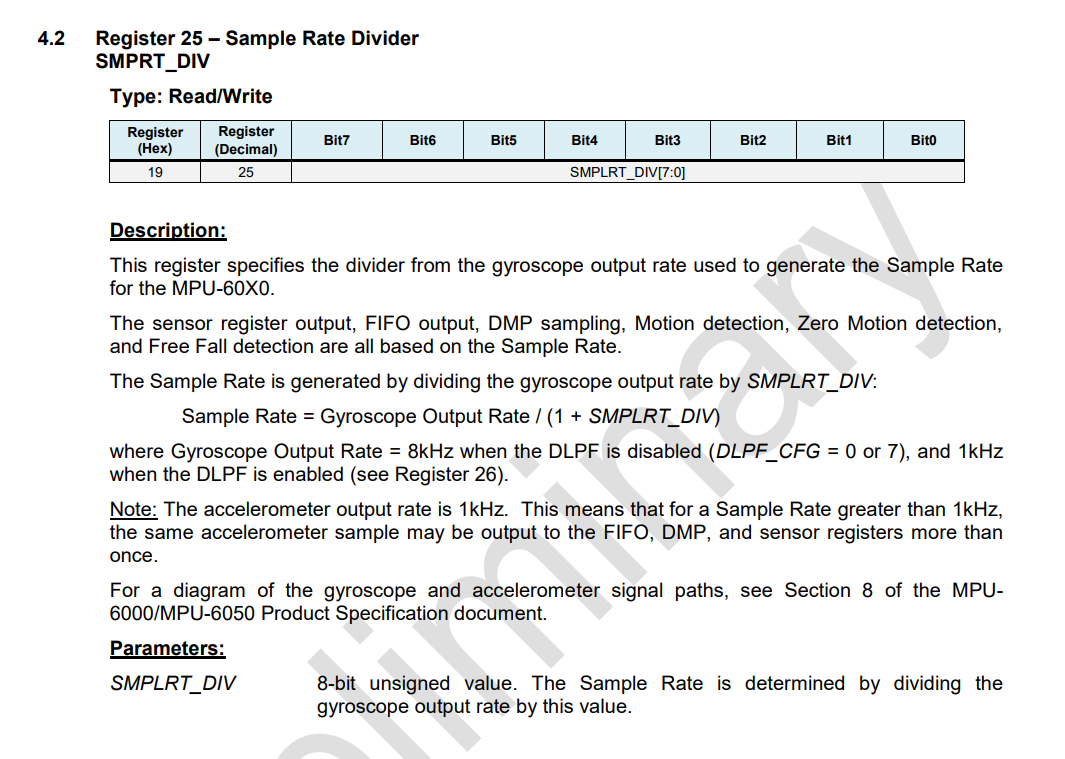 4.2 Register 25 – Sample Rate Divider
SMPRT_DIV
Type: Read/Write
Register (Hex) Register (Decimal) Bit7 Bit6 Bit5 Bit4 Bit3 Bit2 Bit1 Bit0
19 25 SMPLRT_DIV[7:0]
Description:
This register specifies the divider from the gyroscope output rate used to generate the Sample Rate
for the MPU-60X0.
The sensor register output, FIFO output, DMP sampling, Motion detection, Zero Motion detection,
and Free Fall detection are all based on the Sample Rate.
The Sample Rate is generated by dividing the gyroscope output rate by SMPLRT_DIV:
Sample Rate = Gyroscope Output Rate / (1 + SMPLRT_DIV)
where Gyroscope Output Rate = 8kHz when the DLPF is disabled (DLPF_CFG = 0 or 7), and 1kHz
when the DLPF is enabled (see Register 26).
Note: The accelerometer output rate is 1kHz. This means that for a Sample Rate greater than 1kHz,
the same accelerometer sample may be output to the FIFO, DMP, and sensor registers more than
once.
For a diagram of the gyroscope and accelerometer signal paths, see Section 8 of the MPU-
6000/MPU-6050 Product Specification document.
Parameters:
SMPLRT_DIV 8-bit unsigned value. The Sample Rate is determined by dividing the
gyroscope output rate by this value.
eliminary